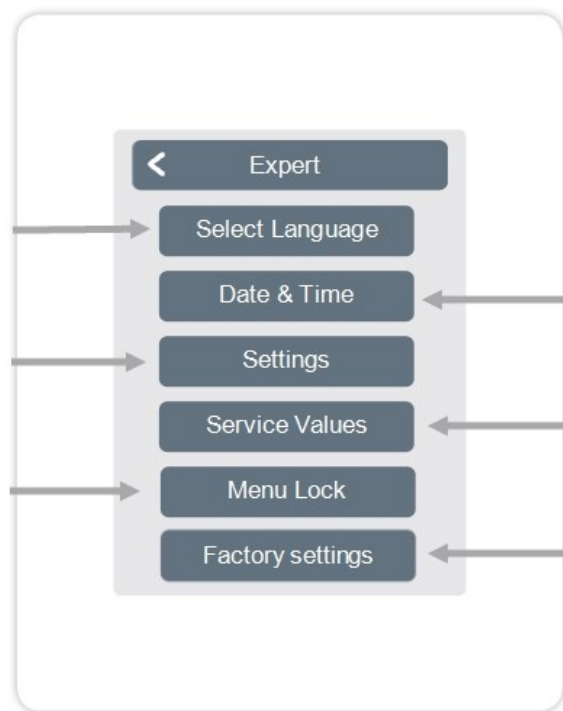 Expert
Select Language
Date & Time
Settings
Service Values
Menu Lock
Factory settings